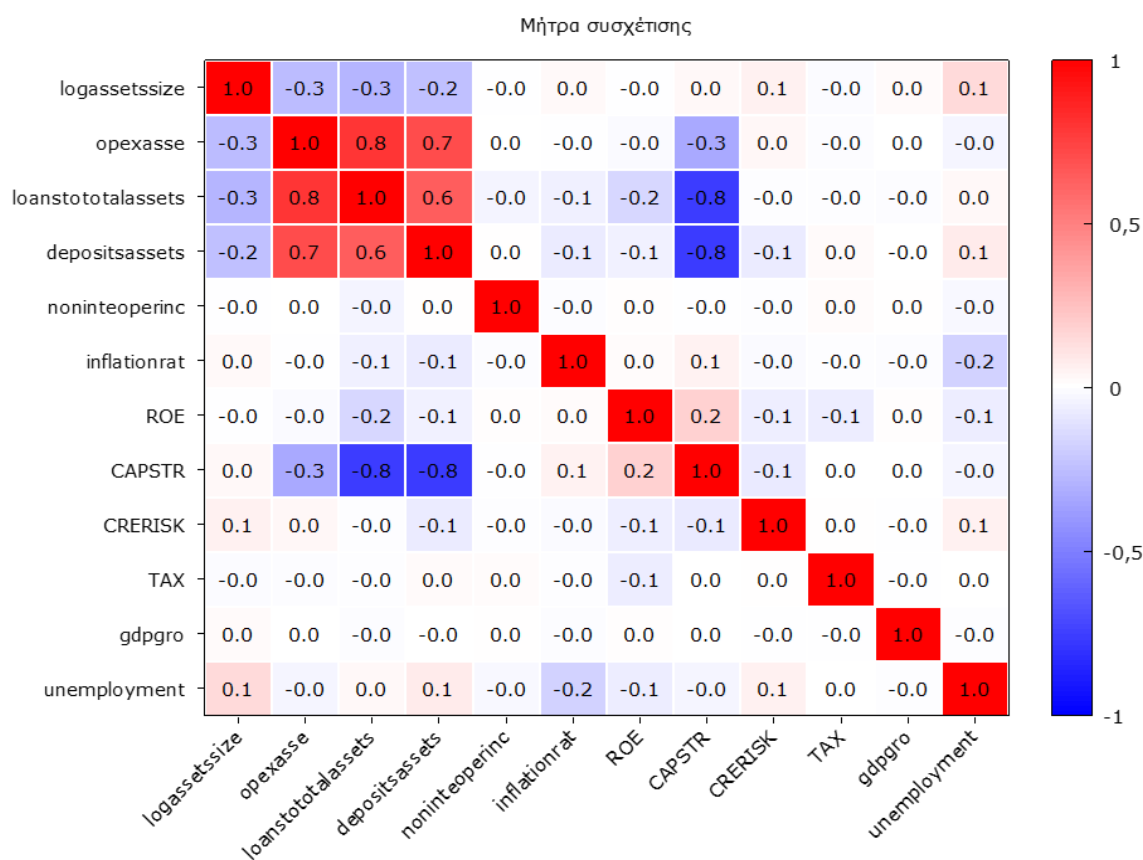 Μήτρα συσχέτισης
logassetssize 1.0 -0.3 -0.3 -0.2 -0.0 0.0 -0.0 0.0 0.1 -0.0 0.0 0.1
opexasse -0.3 1.0 0.8 0.7 0.0 -0.0 -0.0 -0.3 0.0 -0.0 0.0 -0.0
loanstototalassets -0.3 0.8 1.0 0.6 -0.0 -0.1 -0.2 -0.8 -0.0 -0.0 -0.0 0.0
depositsassets -0.2 0.7 0.6 1.0 0.0 -0.1 -0.1 -0.8 -0.1 0.0 -0.0 0.1
noninteoperinc -0.0 0.0 -0.0 0.0 1.0 -0.0 0.0 -0.0 -0.0 0.0 0.0 -0.0
inflationrat 0.0 -0.0 -0.1 -0.1 -0.0 1.0 0.0 0.1 -0.0 -0.0 -0.0 -0.2
ROE -0.0 -0.0 -0.2 -0.1 0.0 0.0 1.0 0.2 -0.1 -0.1 0.0 -0.1
CAPSTR 0.0 -0.3 -0.8 -0.8 -0.0 0.1 0.2 1.0 -0.1 0.0 0.0 -0.0
CRERISK 0.1 0.0 -0.0 -0.1 -0.0 -0.0 -0.1 -0.1 1.0 0.0 -0.0 0.1
TAX -0.0 -0.0 -0.0 0.0 0.0 -0.0 -0.1 0.0 0.0 1.0 -0.0 0.0
gdpgro 0.0 0.0 -0.0 -0.0 0.0 -0.0 0.0 0.0 -0.0 -0.0 1.0 -0.0
unemployment 0.1 -0.0 0.0 0.1 -0.0 -0.2 -0.1 -0.0 0.1 0.0 -0.0 1.0
logassetssize
opexasse
loanstototalassets
depositsassets
noninteoperinc
inflationrat
ROE
CAPSTR
CRERISK
TAX
gdpgro
unemployment
1
0,5
0
-0,5
-1